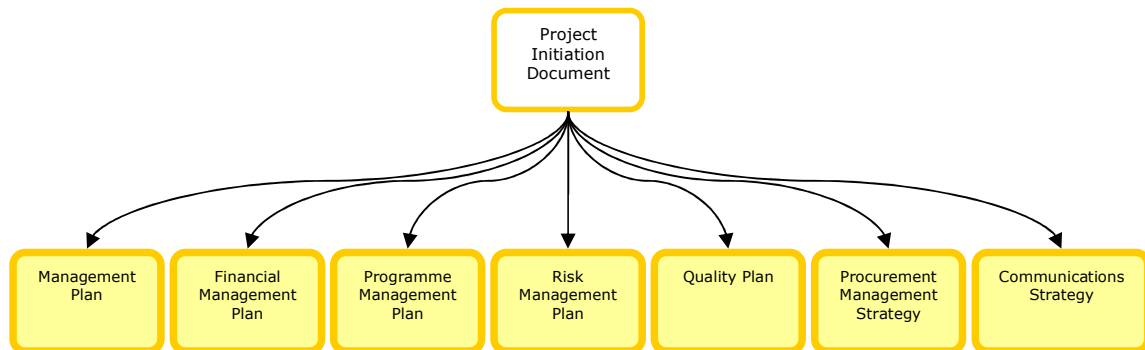 Project
Initiation
Document
Management
Plan
Financial
Management
Plan
Programme
Management
Plan
Risk
Management
Plan
Quality Plan
Procurement
Management
Strategy
Communications
Strategy